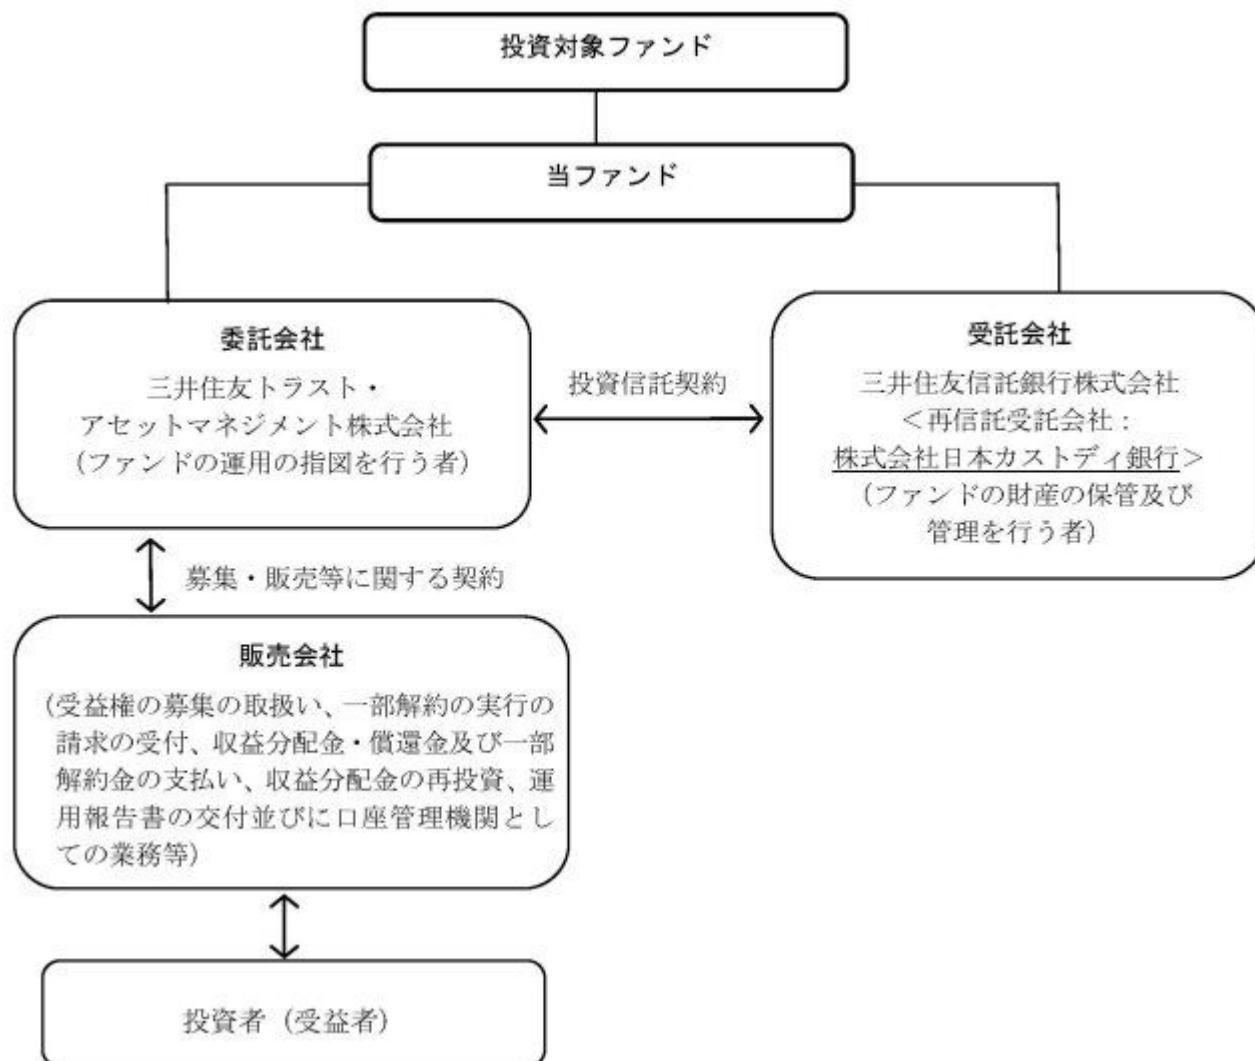 投資対象ファンド
当ファンド
委託会社
三井住友トラスト・
アセットマネジメント株式会社
(ファンドの運用の指図を行う者)
投資信託契約
受託会社
三井住友信託銀行株式会社
<再信託受託会社:
株式会社日本カストディ銀行>
(ファンドの財産の保管及び
管理を行う者)
募集・販売等に関する契約
販売会社
(受益権の募集の取扱い、一部解約の実行の
請求の受付、収益分配金・償還金及び一部
解約金の支払い、収益分配金の再投資、運
用報告書の交付並びに口座管理機関とし
ての業務等)
投資者(受益者)